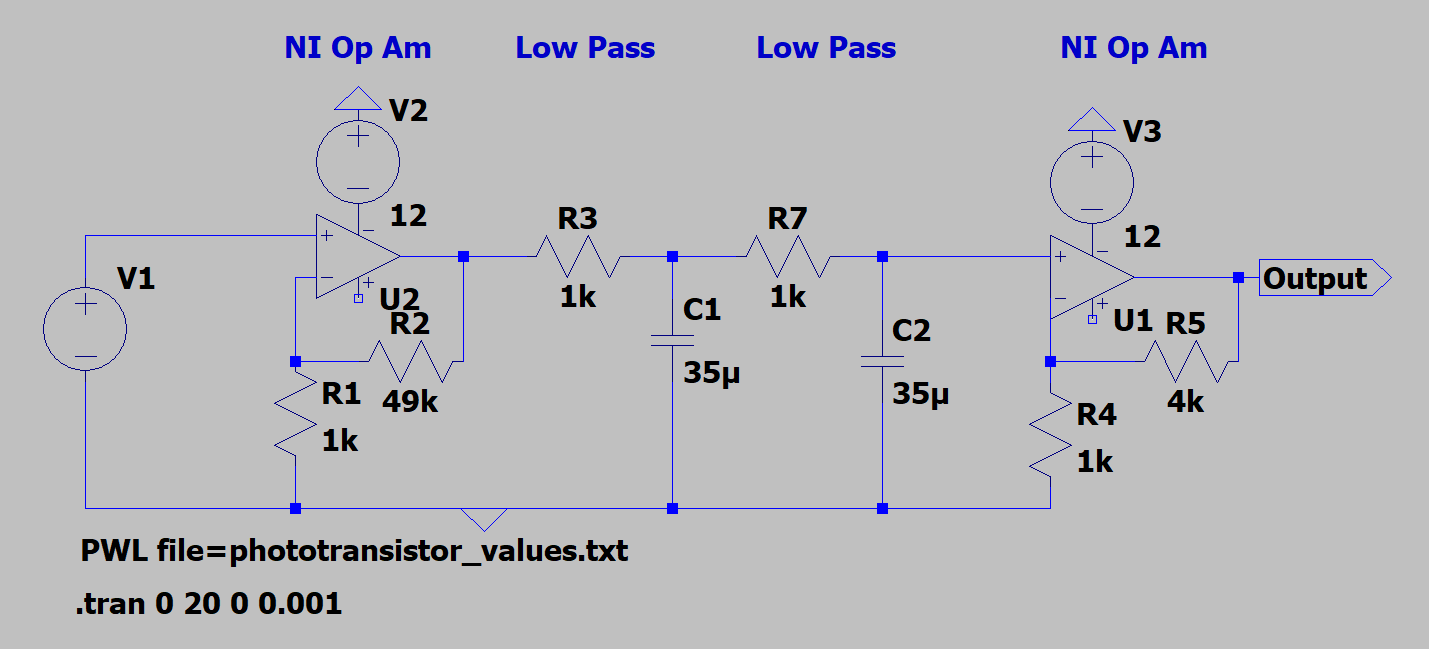 NI Op Am
Low Pass
Low Pass
NI Op Am
V2
V3
12
12
V1
R3
1k
R7
1k
C1
35µ
C2
35µ
U2
R2
49k
R1
1k
U1
R5
4k
R4
1k
Output
PWL file=phototransistor_values.txt
.tran 0 20 0 0.001